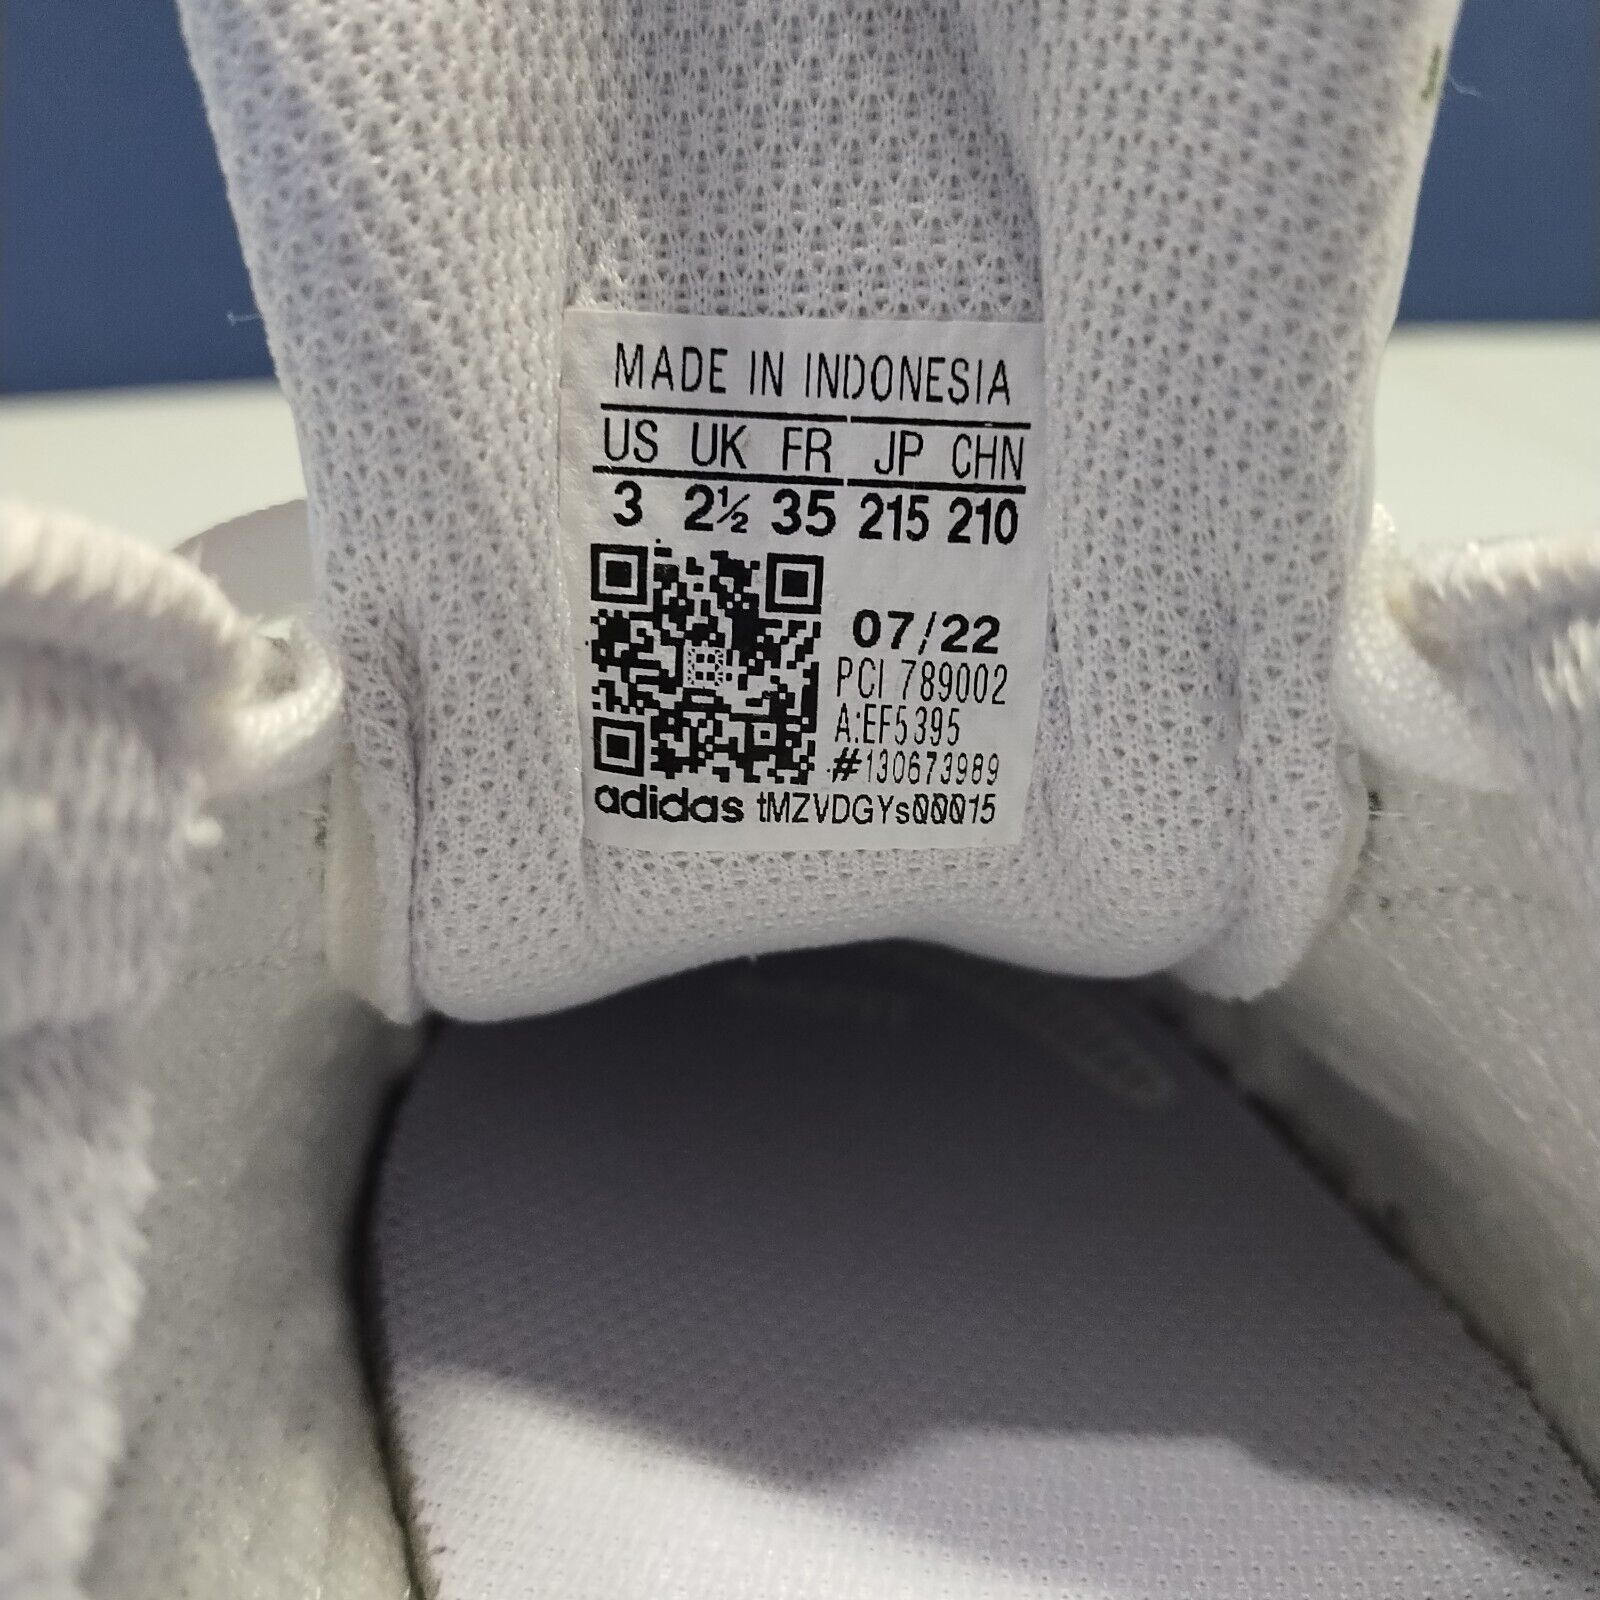 MADE IN INDONESIA
US UK FR JP CHN
3 2½ 35 215 210
07/22
PCI 789002
A:EF5395
#130673989
adidas tMZVDGYs00015